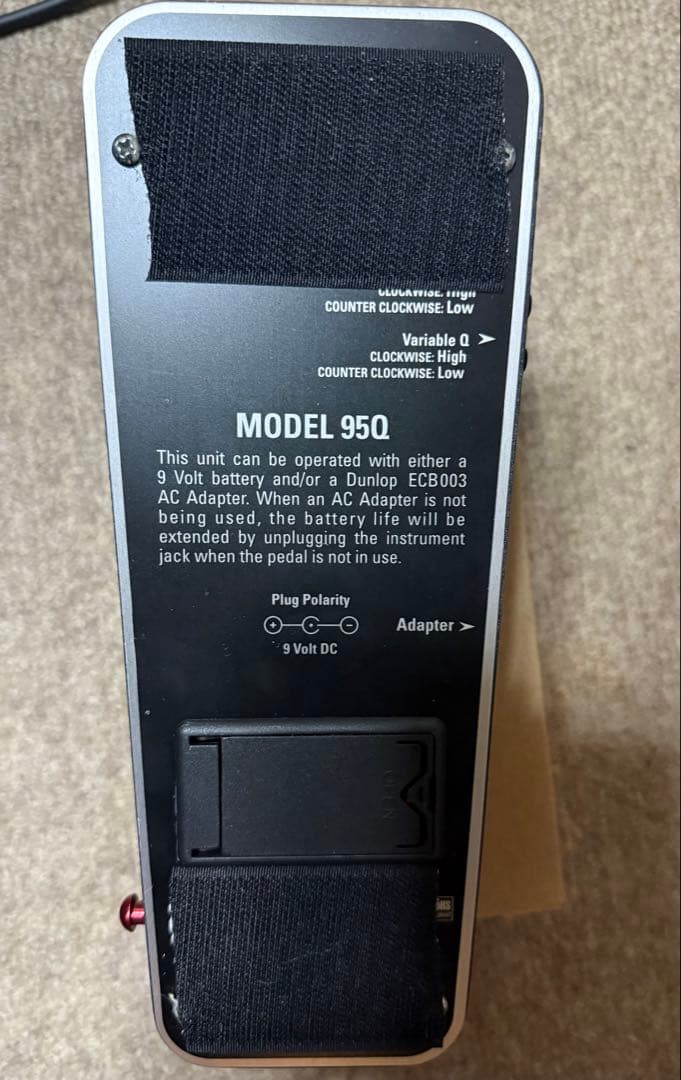 CLOCKWISE: High
COUNTER CLOCKWISE: Low
Variable Q
CLOCKWISE: High
COUNTER CLOCKWISE: Low
MODEL 95Q
This unit can be operated with either a
9 Volt battery and/or a Dunlop ECB003
AC Adapter. When an AC Adapter is not
being used, the battery life will be
extended by unplugging the instrument
jack when the pedal is not in use.
Plug Polarity
Adapter
9 Volt DC
OPEN